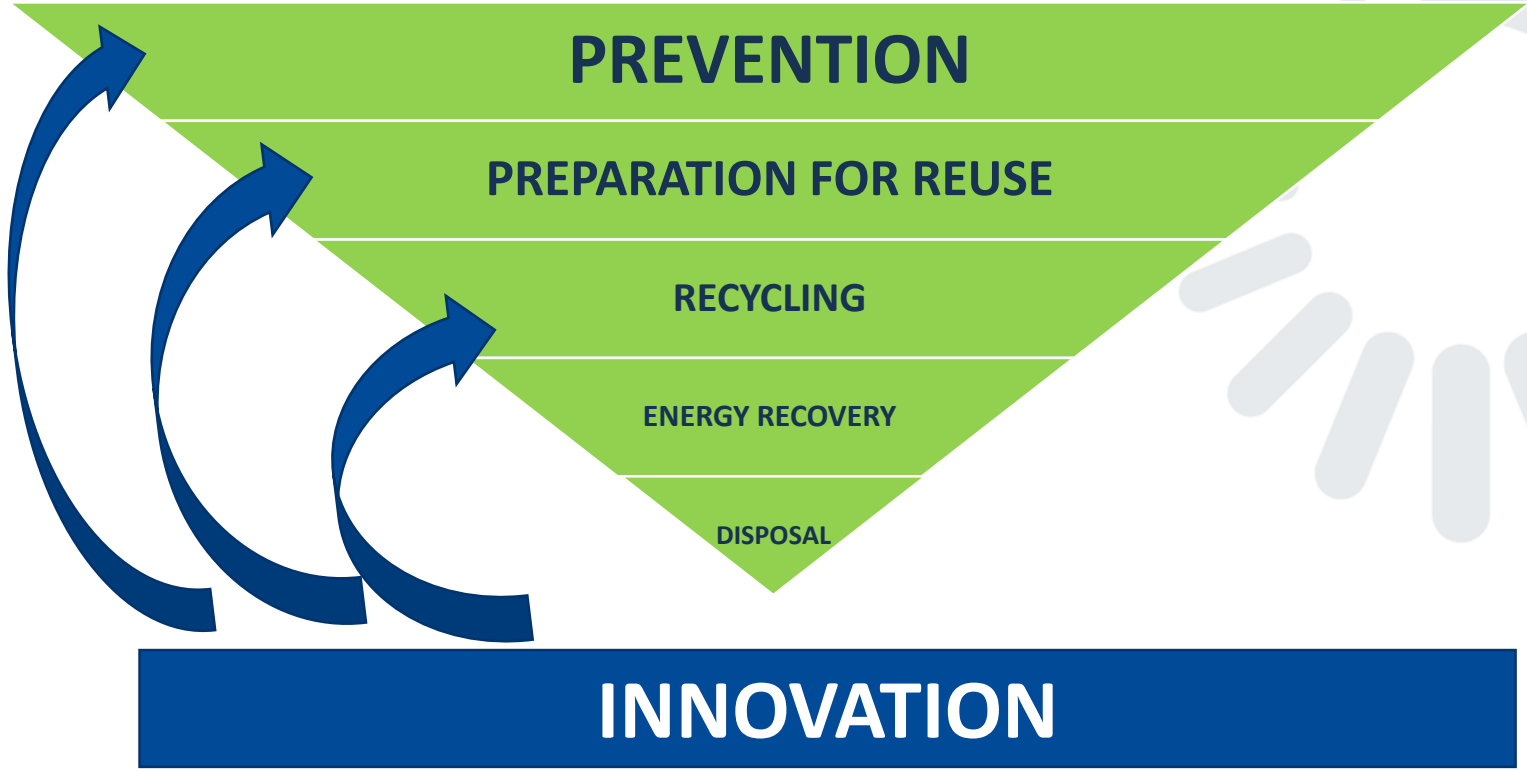 PREVENTION
PREPARATION FOR REUSE
RECYCLING
ENERGY RECOVERY
DISPOSAL
INNOVATION